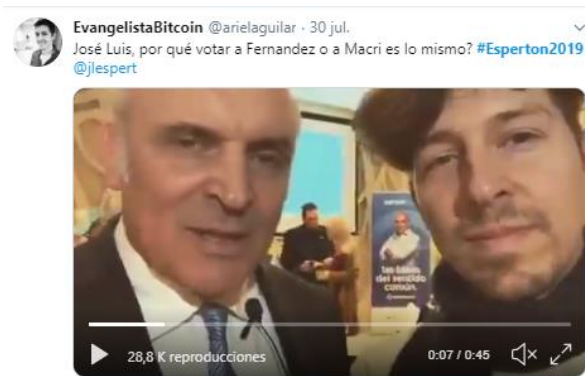 EvangelistaBitcoin @arielaguilar · 30 jul.
José Luis, por qué votar a Fernandez o a Macri es lo mismo? #Esperton2019
@jlespert
las bases
del sentido
común.
28,8 K reproducciones
0:07 / 0:45